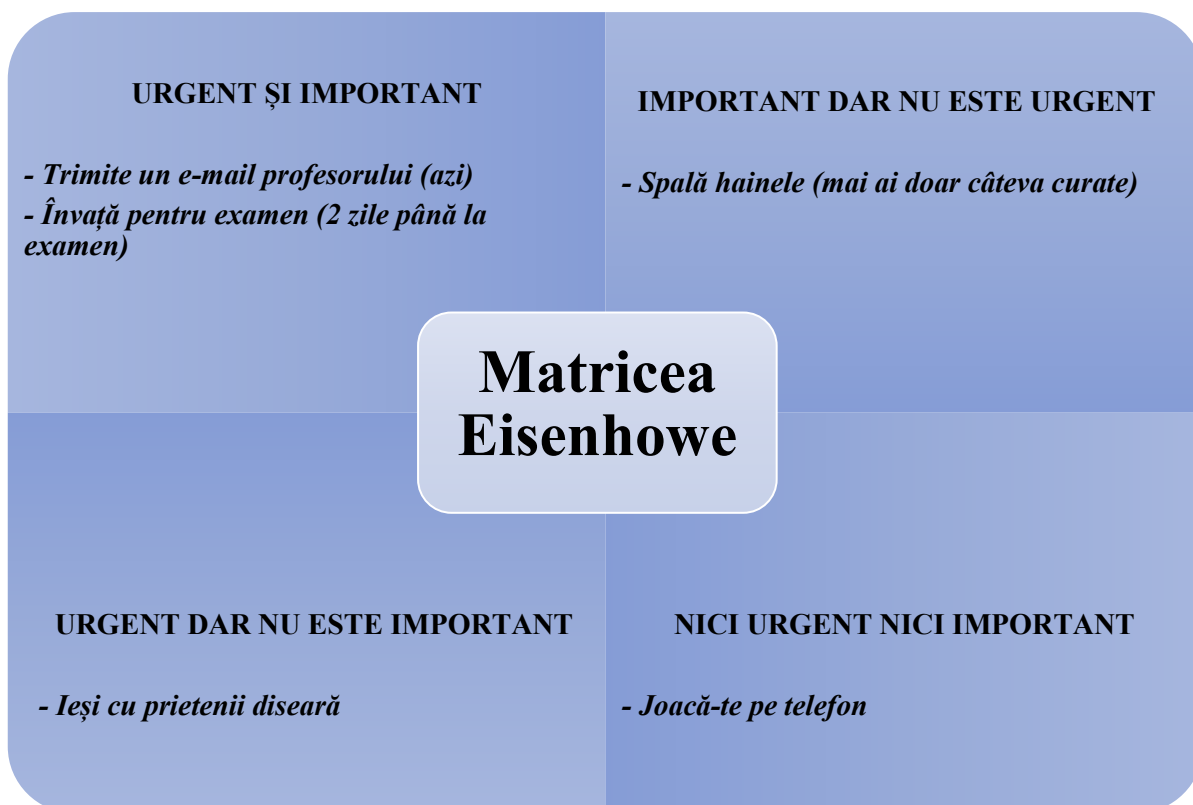 URGENT ȘI IMPORTANT
- Trimite un e-mail profesorului (azi)
- Învață pentru examen (2 zile până la
examen)
IMPORTANT DAR NU ESTE URGENT
- Spală hainele (mai ai doar câteva curate)
Matricea
Eisenhowe
URGENT DAR NU ESTE IMPORTANT
- Ieși cu prietenii diseară
NICI URGENT NICI IMPORTANT
- Joacă-te pe telefon